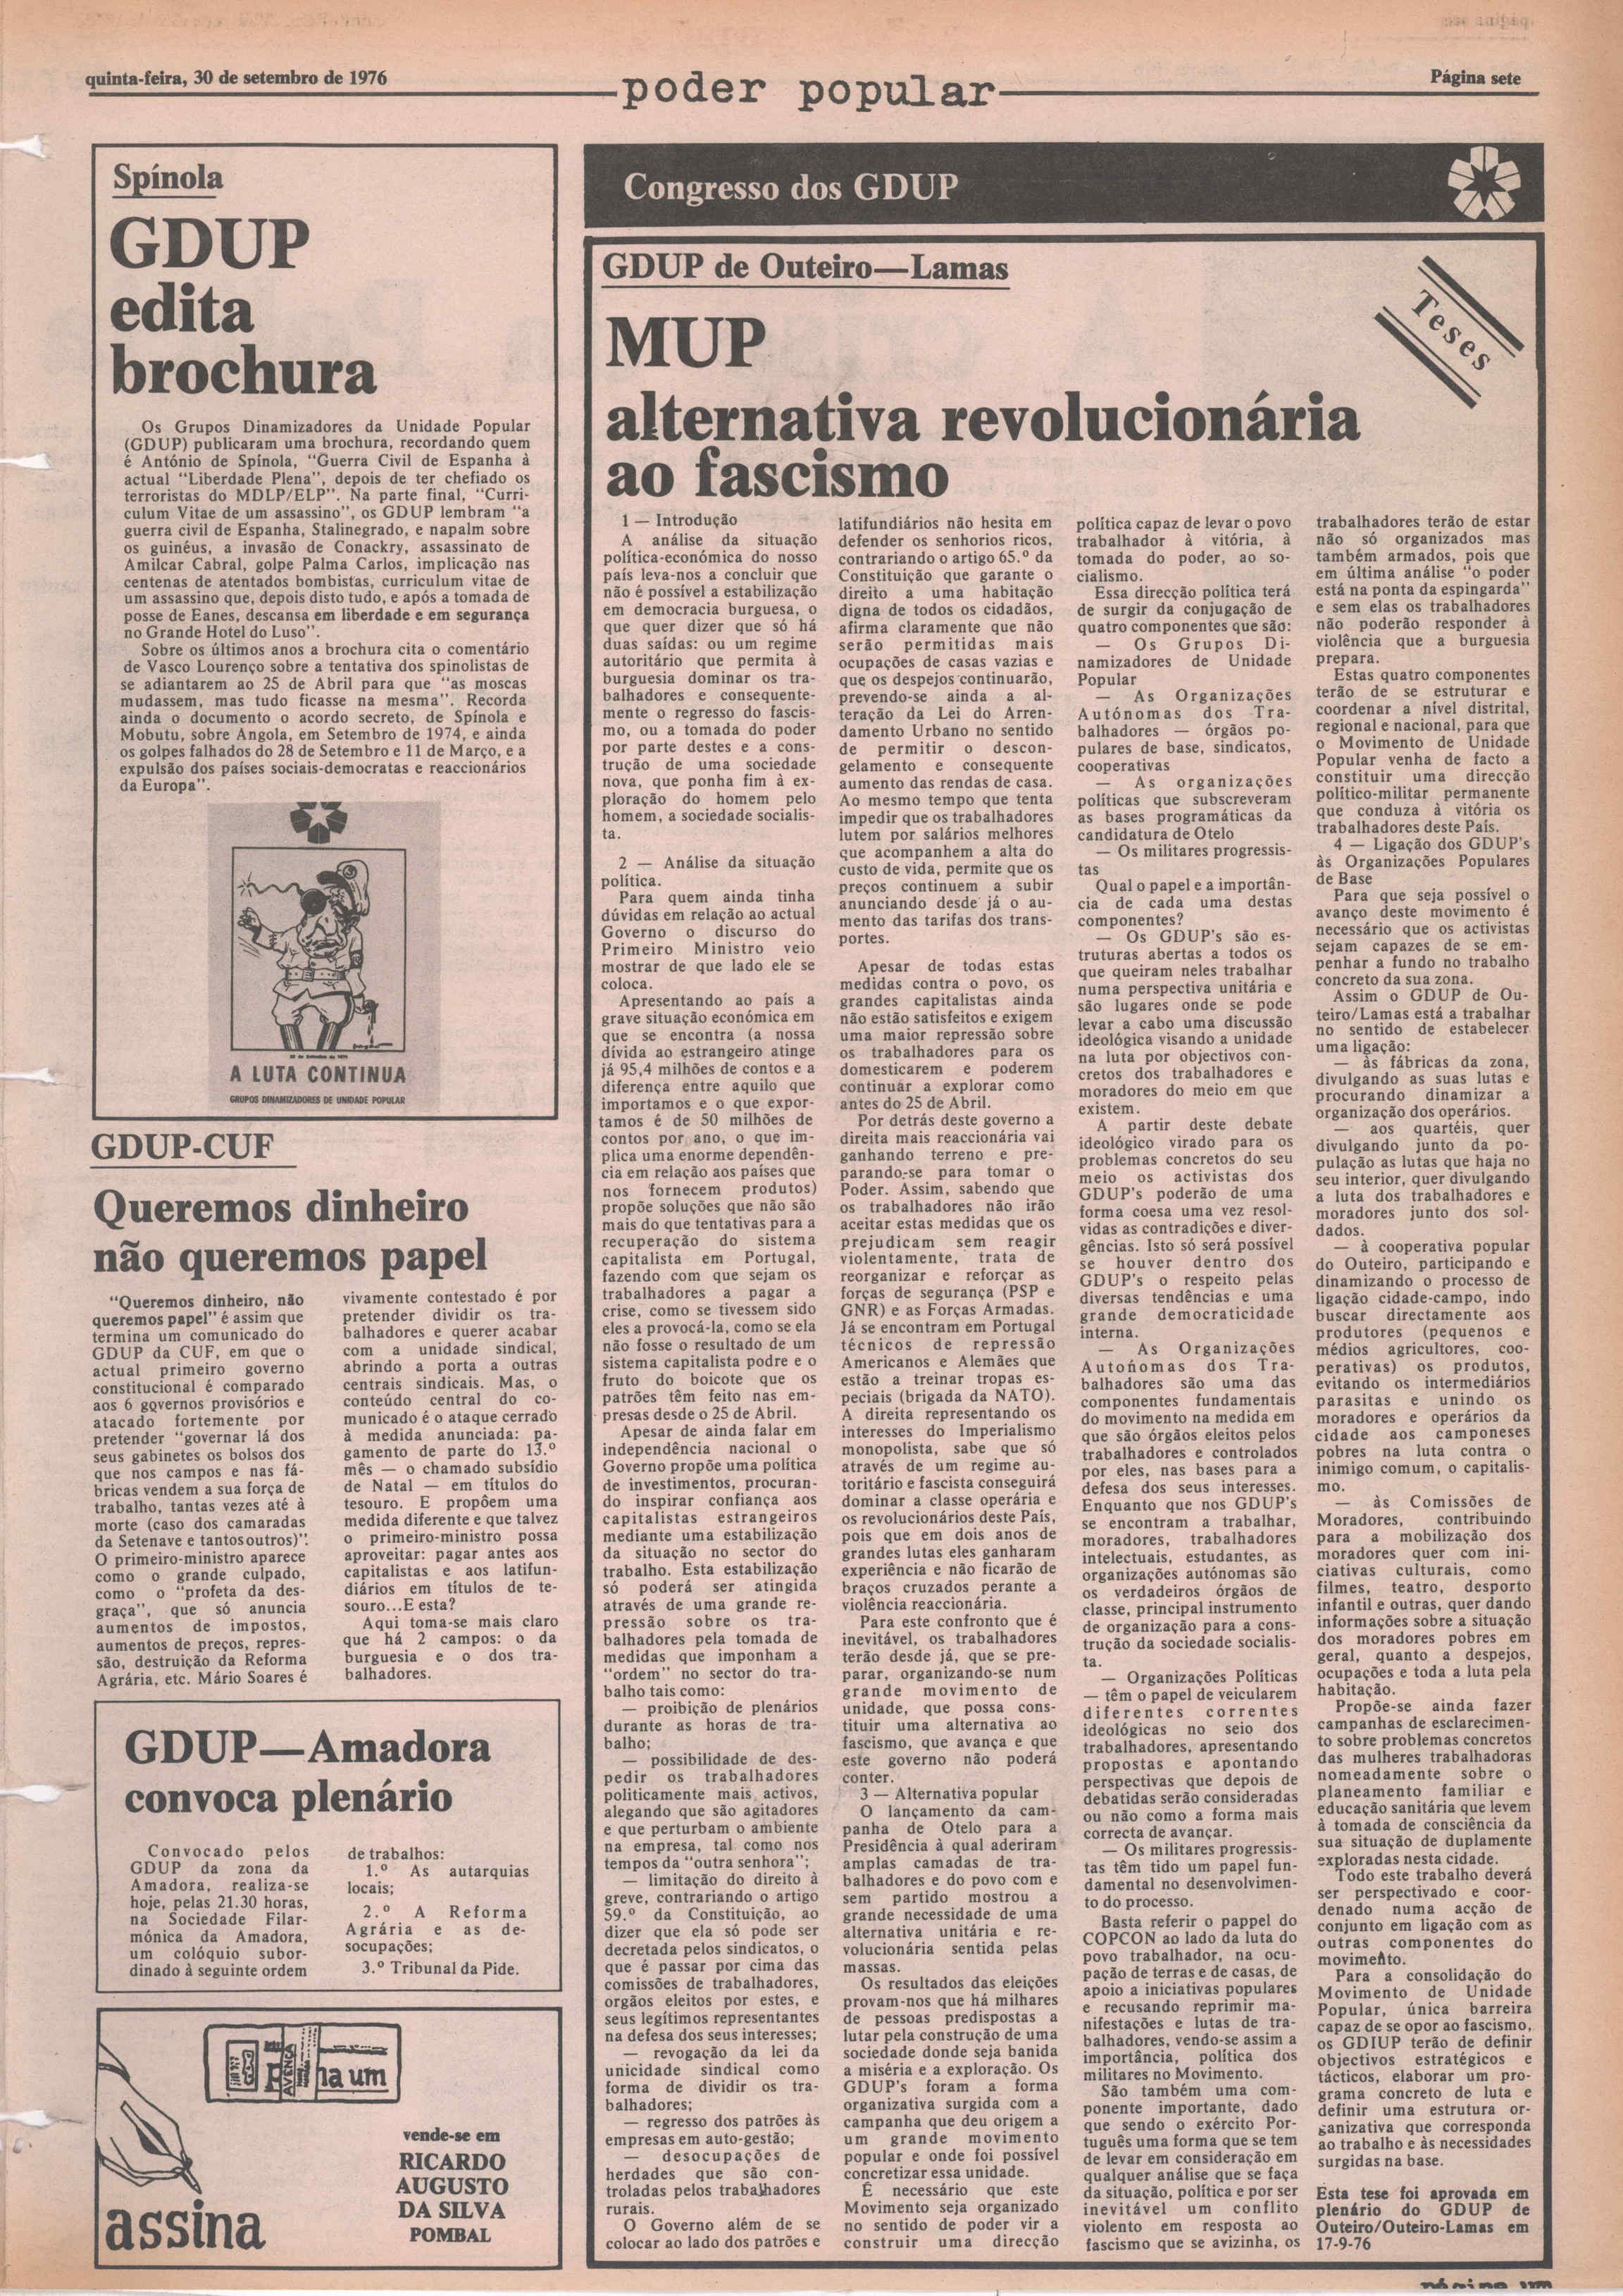 quinta-feira, 30 de setembro de 1976
poder popular
Página sete
Spínola
GDUP
edita
brochura
Os Grupos Dinamizadores da Unidade Popular
(GDUP) publicaram uma brochura, recordando quem
é António de Spínola, "Guerra Civil de Espanha à
actual "Liberdade Plena", depois de ter chefiado os
terroristas do MDLP/ELP". Na parte final, "Curri-
culum Vitae de um assassino", os GDUP lembram "a
guerra civil de Espanha, Stalinegrado, e napalm sobre
os guinéus, a invasão de Conackry, assassinato de
Amilcar Cabral, golpe Palma Carlos, implicação nas
centenas de atentados bombistas, curriculum vitae de
um assassino que, depois disto tudo, e após a tomada de
posse de Eanes, descansa em liberdade e em segurança
no Grande Hotel do Luso".
Sobre os últimos anos a brochura cita o comentário
de Vasco Lourenço sobre a tentativa dos spinolistas de
se adiantarem ao 25 de Abril para que "as moscas
mudassem, mas tudo ficasse na mesma". Recorda
ainda o documento o acordo secreto, de Spínola e
Mobutu, sobre Angola, em Setembro de 1974, e ainda
os golpes falhados do 28 de Setembro e 11 de Março, e a
expulsão dos países sociais-democratas e reaccionários
da Europa".
A LUTA CONTINUA
GRUPOS DINAMIZADORES DE UNIDADE POPULAR
GDUP-CUF
Queremos dinheiro
não queremos papel
"Queremos dinheiro, não
queremos papel" é assim que
termina um comunicado do
GDUP da CUF, em que o
actual primeiro governo
constitucional é comparado
aos 6 governos provisórios e
atacado fortemente por
pretender "governar lá dos
seus gabinetes os bolsos dos
que nos campos e nas fá-
bricas vendem a sua força de
trabalho, tantas vezes até à
morte (caso dos camaradas
da Setenave e tantos outros)".
O primeiro-ministro aparece
como o grande culpado,
como o "profeta da des-
graça", que só anuncia
aumentos de impostos,
aumentos de preços, repres-
são, destruição da Reforma
Agrária, etc. Mário Soares é
vivamente contestado é por
pretender dividir os tra-
balhadores e querer acabar
com a unidade sindical,
abrindo a porta a outras
centrais sindicais. Mas, o
conteúdo central do co-
municado é o ataque cerrado
à medida anunciada: pa-
gamento de parte do 13.º
mês — o chamado subsídio
de Natal — em títulos do
tesouro. E propõem uma
medida diferente e que talvez
o primeiro-ministro possa
aproveitar: pagar antes aos
capitalistas e aos latifun-
diários em títulos de te-
souro...E esta?
Aqui toma-se mais claro
que há 2 campos: o da
burguesia e o dos tra-
balhadores.
GDUP—Amadora
convoca plenário
Convocado pelos
GDUP da zona da
Amadora, realiza-se
hoje, pelas 21.30 horas,
na Sociedade Filar-
mónica da Amadora,
um colóquio subor-
dinado à seguinte ordem
de trabalhos:
1.º As autarquias
locais;
2.º A Reforma
Agrária e as de-
socupações;
3.º Tribunal da Pide.
AVENÇA
ha um
assina
vende-se em
RICARDO
AUGUSTO
DA SILVA
POMBAL
Congresso dos GDUP
GDUP de Outeiro—Lamas
Teses
MUP
alternativa revolucionária
ao fascismo
1 — Introdução
A análise da situação
política-económica do nosso
país leva-nos a concluir que
não é possível a estabilização
em democracia burguesa, o
que quer dizer que só há
duas saídas: ou um regime
autoritário que permita à
burguesia dominar os tra-
balhadores e consequente-
mente o regresso do fascis-
mo, ou a tomada do poder
por parte destes e a cons-
trução de uma sociedade
nova, que ponha fim à ex-
ploração do homem pelo
homem, a sociedade socialis-
ta.
2 — Análise da situação
política.
Para quem ainda tinha
dúvidas em relação ao actual
Governo o discurso do
Primeiro Ministro veio
mostrar de que lado ele se
coloca.
Apresentando ao país a
grave situação económica em
que se encontra (a nossa
dívida ao estrangeiro atinge
já 95,4 milhões de contos e a
diferença entre aquilo que
importamos e o que expor-
tamos é de 50 milhões de
contos por ano, o que im-
plica uma enorme dependên-
cia em relação aos países que
nos fornecem produtos)
propõe soluções que não são
mais do que tentativas para a
recuperação do sistema
capitalista em Portugal,
fazendo com que sejam os
trabalhadores a pagar a
crise, como se tivessem sido
eles a provocá-la, como se ela
não fosse o resultado de um
sistema capitalista podre e o
fruto do boicote que os
patrões têm feito nas em-
presas desde o 25 de Abril.
Apesar de ainda falar em
independência nacional o
Governo propõe uma política
de investimentos, procuran-
do inspirar confiança aos
capitalistas estrangeiros
mediante uma estabilização
da situação no sector do
trabalho. Esta estabilização
só poderá ser atingida
através de uma grande re-
pressão sobre os tra-
balhadores pela tomada de
medidas que imponham a
"ordem" no sector do tra-
balho tais como:
— proibição de plenários
durante as horas de tra-
balho;
— possibilidade de des-
pedir os trabalhadores
politicamente mais activos,
alegando que são agitadores
e que perturbam o ambiente
na empresa, tal como nos
tempos da "outra senhora";
— limitação do direito à
greve, contrariando o artigo
59.º da Constituição, ao
dizer que ela só pode ser
decretada pelos sindicatos, o
que é passar por cima das
comissões de trabalhadores,
orgãos eleitos por estes, e
seus legítimos representantes
na defesa dos seus interesses;
— revogação da lei da
unicidade sindical como
forma de dividir os tra-
balhadores;
— regresso dos patrões às
empresas em auto-gestão;
— desocupações de
herdades que são con-
troladas pelos trabalhadores
rurais.
O Governo além de se
colocar ao lado dos patrões e
latifundiários não hesita em
defender os senhorios ricos,
contrariando o artigo 65.º da
Constituição que garante o
direito a uma habitação
digna de todos os cidadãos,
afirma claramente que não
serão permitidas mais
ocupações de casas vazias e
que os despejos continuarão,
prevendo-se ainda a al-
teração da Lei do Arren-
damento Urbano no sentido
de permitir o descon-
gelamento e consequente
aumento das rendas de casa.
Ao mesmo tempo que tenta
impedir que os trabalhadores
lutem por salários melhores
que acompanhem a alta do
custo de vida, permite que os
preços continuem a subir
anunciando desde já o au-
mento das tarifas dos trans-
portes.
Apesar de todas estas
medidas contra o povo, os
grandes capitalistas ainda
não estão satisfeitos e exigem
uma maior repressão sobre
os trabalhadores para os
domesticarem e poderem
continuar a explorar como
antes do 25 de Abril.
Por detrás deste governo a
direita mais reaccionária vai
ganhando terreno e pre-
parando-se para tomar o
Poder. Assim, sabendo que
os trabalhadores não irão
aceitar estas medidas que os
prejudicam sem reagir
violentamente, trata de
reorganizar e reforçar as
forças de segurança (PSP e
GNR) e as Forças Armadas.
Já se encontram em Portugal
técnicos de repressão
Americanos e Alemães que
estão a treinar tropas es-
peciais (brigada da NATO).
A direita representando os
interesses do Imperialismo
monopolista, sabe que só
através de um regime au-
toritário e fascista conseguirá
dominar a classe operária e
os revolucionários deste País,
pois que em dois anos de
grandes lutas eles ganharam
experiência e não ficarão de
braços cruzados perante a
violência reaccionária.
Para este confronto que é
inevitável, os trabalhadores
terão desde já, que se pre-
parar, organizando-se num
grande movimento de
unidade, que possa cons-
tituir uma alternativa ao
fascismo, que avança e que
este governo não poderá
conter.
3 — Alternativa popular
O lançamento da cam-
panha de Otelo para a
Presidência à qual aderiram
amplas camadas de tra-
balhadores e do povo com e
sem partido mostrou a
grande necessidade de uma
alternativa unitária e re-
volucionária sentida pelas
massas.
Os resultados das eleições
provam-nos que há milhares
de pessoas predispostas a
lutar pela construção de uma
sociedade donde seja banida
a miséria e a exploração. Os
GDUP's foram a forma
organizativa surgida com a
campanha que deu origem a
um grande movimento
popular e onde foi possível
concretizar essa unidade.
É necessário que este
Movimento seja organizado
no sentido de poder vir a
construir uma direcção
política capaz de levar o povo
trabalhador à vitória, à
tomada do poder, ao so-
cialismo.
Essa direcção política terá
de surgir da conjugação de
quatro componentes que são:
— Os Grupos Di-
namizadores de Unidade
Popular
— As Organizações
Autónomas dos Tra-
balhadores — órgãos po-
pulares de base, sindicatos,
cooperativas
— As organizações
políticas que subscreveram
as bases programáticas da
candidatura de Otelo
— Os militares progressis-
tas
Qual o papel e a importân-
cia de cada uma destas
componentes?
— Os GDUP's são es-
truturas abertas a todos os
que queiram neles trabalhar
numa perspectiva unitária e
são lugares onde se pode
levar a cabo uma discussão
ideológica visando a unidade
na luta por objectivos con-
cretos dos trabalhadores e
moradores do meio em que
existem.
A partir deste debate
ideológico virado para os
problemas concretos do seu
meio os activistas dos
GDUP's poderão de uma
forma coesa uma vez resol-
vidas as contradições e diver-
gências. Isto só será possível
se houver dentro dos
GDUP's o respeito pelas
diversas tendências e uma
grande democraticidade
interna.
— As Organizações
Autonomas dos Tra-
balhadores são uma das
componentes fundamentais
do movimento na medida em
que são órgãos eleitos pelos
trabalhadores e controlados
por eles, nas bases para a
defesa dos seus interesses.
Enquanto que nos GDUP's
se encontram a trabalhar,
moradores, trabalhadores
intelectuais, estudantes, as
organizações autónomas são
os verdadeiros órgãos de
classe, principal instrumento
de organização para a cons-
trução da sociedade socialis-
ta.
— Organizações Políticas
— têm o papel de veicularem
diferentes correntes
ideológicas no seio dos
trabalhadores, apresentando
propostas e apontando
perspectivas que depois de
debatidas serão consideradas
ou não como a forma mais
correcta de avançar.
— Os militares progressis-
tas têm tido um papel fun-
damental no desenvolvimen-
to do processo.
Basta referir o pappel do
COPCON ao lado da luta do
povo trabalhador, na ocu-
pação de terras e de casas, de
apoio a iniciativas populares
e recusando reprimir ma-
nifestações e lutas de tra-
balhadores, vendo-se assim a
importância, política dos
militares no Movimento.
São também uma com-
ponente importante, dado
que sendo o exército Por-
tuguês uma forma que se tem
de levar em consideração em
qualquer análise que se faça
da situação, política e por ser
inevitável um conflito
violento em resposta ao
fascismo que se avizinha, os
trabalhadores terão de estar
não só organizados mas
também armados, pois que
em última análise "o poder
está na ponta da espingarda"
e sem elas os trabalhadores
não poderão responder à
violência que a burguesia
prepara.
Estas quatro componentes
terão de se estruturar e
coordenar a nível distrital,
regional e nacional, para que
o Movimento de Unidade
Popular venha de facto a
constituir uma direcção
político-militar permanente
que conduza à vitória os
trabalhadores deste País.
4 — Ligação dos GDUP's
às Organizações Populares
de Base
Para que seja possível o
avanço deste movimento é
necessário que os activistas
sejam capazes de se em-
penhar a fundo no trabalho
concreto da sua zona.
Assim o GDUP de Ou-
teiro/Lamas está a trabalhar
no sentido de estabelecer
uma ligação:
— às fábricas da zona,
divulgando as suas lutas e
procurando dinamizar a
organização dos operários.
— aos quartéis, quer
divulgando junto da po-
pulação as lutas que haja no
seu interior, quer divulgando
a luta dos trabalhadores e
moradores junto dos sol-
dados.
— à cooperativa popular
do Outeiro, participando e
dinamizando o processo de
ligação cidade-campo, indo
buscar directamente aos
produtores (pequenos e
médios agricultores, coo-
perativas) os produtos,
evitando os intermediários
parasitas e unindo os
moradores e operários da
cidade aos camponeses
pobres na luta contra o
inimigo comum, o capitalis-
mo.
— às Comissões de
Moradores, contribuindo
para a mobilização dos
moradores quer com ini-
ciativas culturais, como
filmes, teatro, desporto
infantil e outras, quer dando
informações sobre a situação
dos moradores pobres em
geral, quanto a despejos,
ocupações e toda a luta pela
habitação.
Propõe-se ainda fazer
campanhas de esclarecimen-
to sobre problemas concretos
das mulheres trabalhadoras
nomeadamente sobre o
planeamento familiar e
educação sanitária que levem
à tomada de consciência da
sua situação de duplamente
exploradas nesta cidade.
Todo este trabalho deverá
ser perspectivado e coor-
denado numa acção de
conjunto em ligação com as
outras componentes do
movimento.
Para a consolidação do
Movimento de Unidade
Popular, única barreira
capaz de se opor ao fascismo,
os GDIUP terão de definir
objectivos estratégicos e
tácticos, elaborar um pro-
grama concreto de luta e
definir uma estrutura or-
ganizativa que corresponda
ao trabalho e às necessidades
surgidas na base.
Esta tese foi aprovada em
plenário do GDUP de
Outeiro/Outeiro-Lamas em
17-9-76
página um